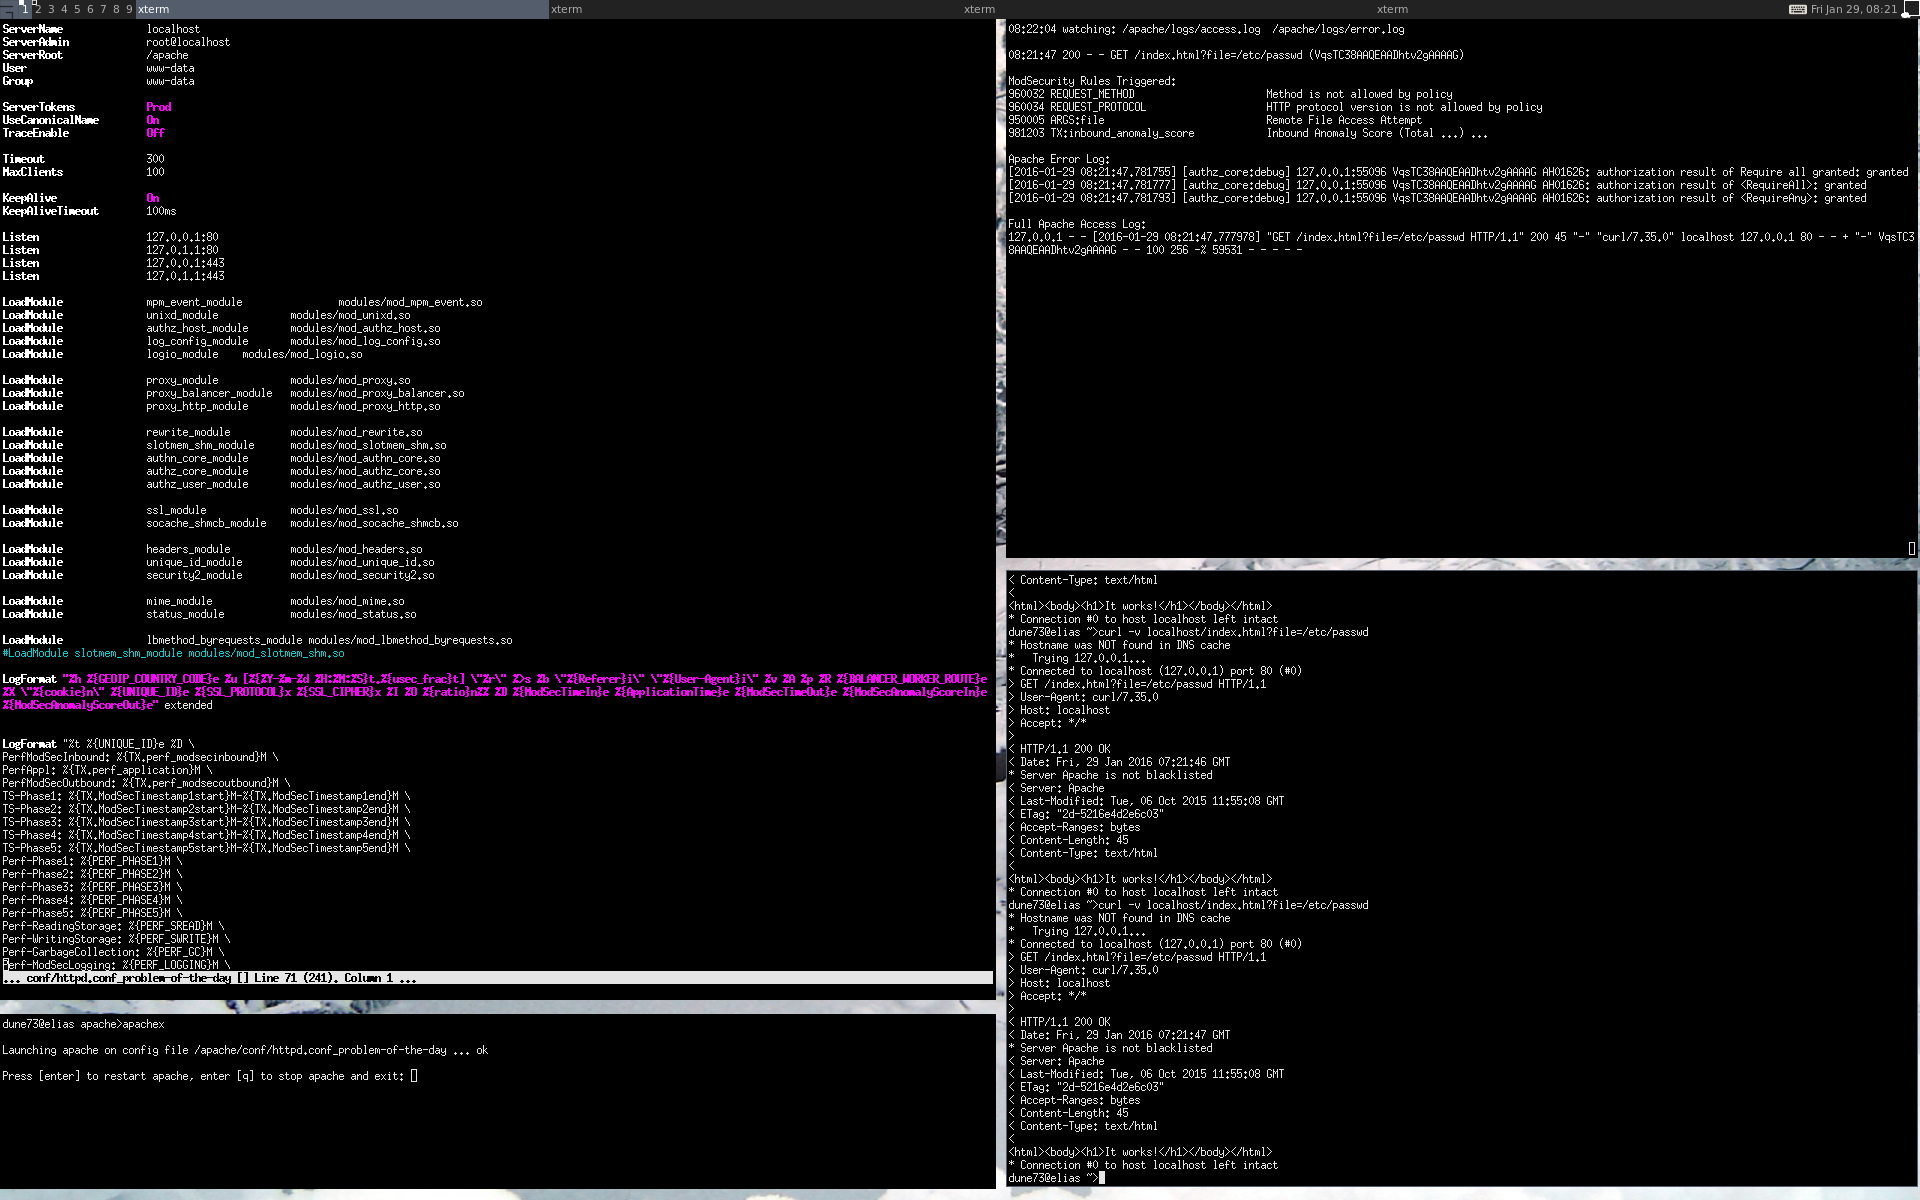 1 2 3 4 5 6 7 8 9 xterm xterm xterm xterm Fri Jan 29, 08:21
ServerName localhost
ServerAdmin root@localhost
ServerRoot /apache
User www-data
Group www-data
ServerTokens Prod
UseCanonicalName On
TraceEnable Off
Timeout 300
MaxClients 100
KeepAlive On
KeepAliveTimeout 100ms
Listen 127.0.0.1:80
Listen 127.0.1.1:80
Listen 127.0.0.1:443
Listen 127.0.1.1:443
LoadModule mpm_event_module modules/mod_mpm_event.so
LoadModule unixd_module modules/mod_unixd.so
LoadModule authz_host_module modules/mod_authz_host.so
LoadModule log_config_module modules/mod_log_config.so
LoadModule logio_module modules/mod_logio.so
LoadModule proxy_module modules/mod_proxy.so
LoadModule proxy_balancer_module modules/mod_proxy_balancer.so
LoadModule proxy_http_module modules/mod_proxy_http.so
LoadModule rewrite_module modules/mod_rewrite.so
LoadModule slotmem_shm_module modules/mod_slotmem_shm.so
LoadModule authn_core_module modules/mod_authn_core.so
LoadModule authz_core_module modules/mod_authz_core.so
LoadModule authz_user_module modules/mod_authz_user.so
LoadModule ssl_module modules/mod_ssl.so
LoadModule socache_shmcb_module modules/mod_socache_shmcb.so
LoadModule headers_module modules/mod_headers.so
LoadModule unique_id_module modules/mod_unique_id.so
LoadModule security2_module modules/mod_security2.so
LoadModule mime_module modules/mod_mime.so
LoadModule status_module modules/mod_status.so
LoadModule lbmethod_byrequests_module modules/mod_lbmethod_byrequests.so
#LoadModule slotmem_shm_module modules/mod_slotmem_shm.so
LogFormat "%h %{GEOIP_COUNTRY_CODE}e %u [%{%Y-%m-%d %H:%M:%S}t.%{usec_frac}t] \"%r\" %>s %b \"%{Referer}i\" \"%{User-Agent}i\" %v %A %p %R %{BALANCER_WORKER_ROUTE}e
%X \"%{cookie}n\" %{UNIQUE_ID}e %{SSL_PROTOCOL}x %{SSL_CIPHER}x %I %O %{ratio}n%% %D %{ModSecTimeIn}e %{ApplicationTime}e %{ModSecTimeOut}e %{ModSecAnomalyScoreIn}e
%{ModSecAnomalyScoreOut}e" extended
LogFormat "%t %{UNIQUE_ID}e %D \
PerfModSecInbound: %{TX.perf_modsecinbound}M \
PerfAppl: %{TX.perf_application}M \
PerfModSecOutbound: %{TX.perf_modsecoutbound}M \
TS-Phase1: %{TX.ModSecTimestamp1start}M-%{TX.ModSecTimestamp1end}M \
TS-Phase2: %{TX.ModSecTimestamp2start}M-%{TX.ModSecTimestamp2end}M \
TS-Phase3: %{TX.ModSecTimestamp3start}M-%{TX.ModSecTimestamp3end}M \
TS-Phase4: %{TX.ModSecTimestamp4start}M-%{TX.ModSecTimestamp4end}M \
TS-Phase5: %{TX.ModSecTimestamp5start}M-%{TX.ModSecTimestamp5end}M \
Perf-Phase1: %{PERF_PHASE1}M \
Perf-Phase2: %{PERF_PHASE2}M \
Perf-Phase3: %{PERF_PHASE3}M \
Perf-Phase4: %{PERF_PHASE4}M \
Perf-Phase5: %{PERF_PHASE5}M \
Perf-ReadingStorage: %{PERF_SREAD}M \
Perf-WritingStorage: %{PERF_SWRITE}M \
Perf-GarbageCollection: %{PERF_GC}M \
Perf-ModSecLogging: %{PERF_LOGGING}M \
... conf/httpd.conf_problem-of-the-day [] Line 71 (241). Column 1 ...
dune73@elias apache>apachex
Launching apache on config file /apache/conf/httpd.conf_problem-of-the-day ... ok
Press [enter] to restart apache, enter [q] to stop apache and exit:
08:22:04 watching: /apache/logs/access.log /apache/logs/error.log
08:21:47 200 - - GET /index.html?file=/etc/passwd (VqsTC38AAQEAADhtv2gAAAAG)
ModSecurity Rules Triggered:
960032 REQUEST_METHOD Method is not allowed by policy
960034 REQUEST_PROTOCOL HTTP protocol version is not allowed by policy
950005 ARGS:file Remote File Access Attempt
981203 TX:inbound_anomaly_score Inbound Anomaly Score (Total ...) ...
Apache Error Log:
[2016-01-29 08:21:47.781755] [authz_core:debug] 127.0.0.1:55096 VqsTC38AAQEAADhtv2gAAAAG AH01626: authorization result of Require all granted: granted
[2016-01-29 08:21:47.781777] [authz_core:debug] 127.0.0.1:55096 VqsTC38AAQEAADhtv2gAAAAG AH01626: authorization result of <RequireAll>: granted
[2016-01-29 08:21:47.781793] [authz_core:debug] 127.0.0.1:55096 VqsTC38AAQEAADhtv2gAAAAG AH01626: authorization result of <RequireAny>: granted
Full Apache Access Log:
127.0.0.1 - - [2016-01-29 08:21:47.777978] "GET /index.html?file=/etc/passwd HTTP/1.1" 200 45 "-" "curl/7.35.0" localhost 127.0.0.1 80 - - + "-" VqsTC3
8AAQEAADhtv2gAAAAG - - 100 256 -% 59531 - - - - -
< Content-Type: text/html
<
<html><body><h1>It works!</h1></body></html>
* Connection #0 to host localhost left intact
dune73@elias ~>curl -v localhost/index.html?file=/etc/passwd
* Hostname was NOT found in DNS cache
* Trying 127.0.0.1...
* Connected to localhost (127.0.0.1) port 80 (#0)
> GET /index.html?file=/etc/passwd HTTP/1.1
> User-Agent: curl/7.35.0
> Host: localhost
> Accept: */*
>
< HTTP/1.1 200 OK
< Date: Fri, 29 Jan 2016 07:21:46 GMT
* Server Apache is not blacklisted
< Server: Apache
< Last-Modified: Tue, 06 Oct 2015 11:55:08 GMT
< ETag: "2d-5216e4d2e6c03"
< Accept-Ranges: bytes
< Content-Length: 45
< Content-Type: text/html
<
<html><body><h1>It works!</h1></body></html>
* Connection #0 to host localhost left intact
dune73@elias ~>curl -v localhost/index.html?file=/etc/passwd
* Hostname was NOT found in DNS cache
* Trying 127.0.0.1...
* Connected to localhost (127.0.0.1) port 80 (#0)
> GET /index.html?file=/etc/passwd HTTP/1.1
> User-Agent: curl/7.35.0
> Host: localhost
> Accept: */*
>
< HTTP/1.1 200 OK
< Date: Fri, 29 Jan 2016 07:21:47 GMT
* Server Apache is not blacklisted
< Server: Apache
< Last-Modified: Tue, 06 Oct 2015 11:55:08 GMT
< ETag: "2d-5216e4d2e6c03"
< Accept-Ranges: bytes
< Content-Length: 45
< Content-Type: text/html
<
<html><body><h1>It works!</h1></body></html>
* Connection #0 to host localhost left intact
dune73@elias ~>